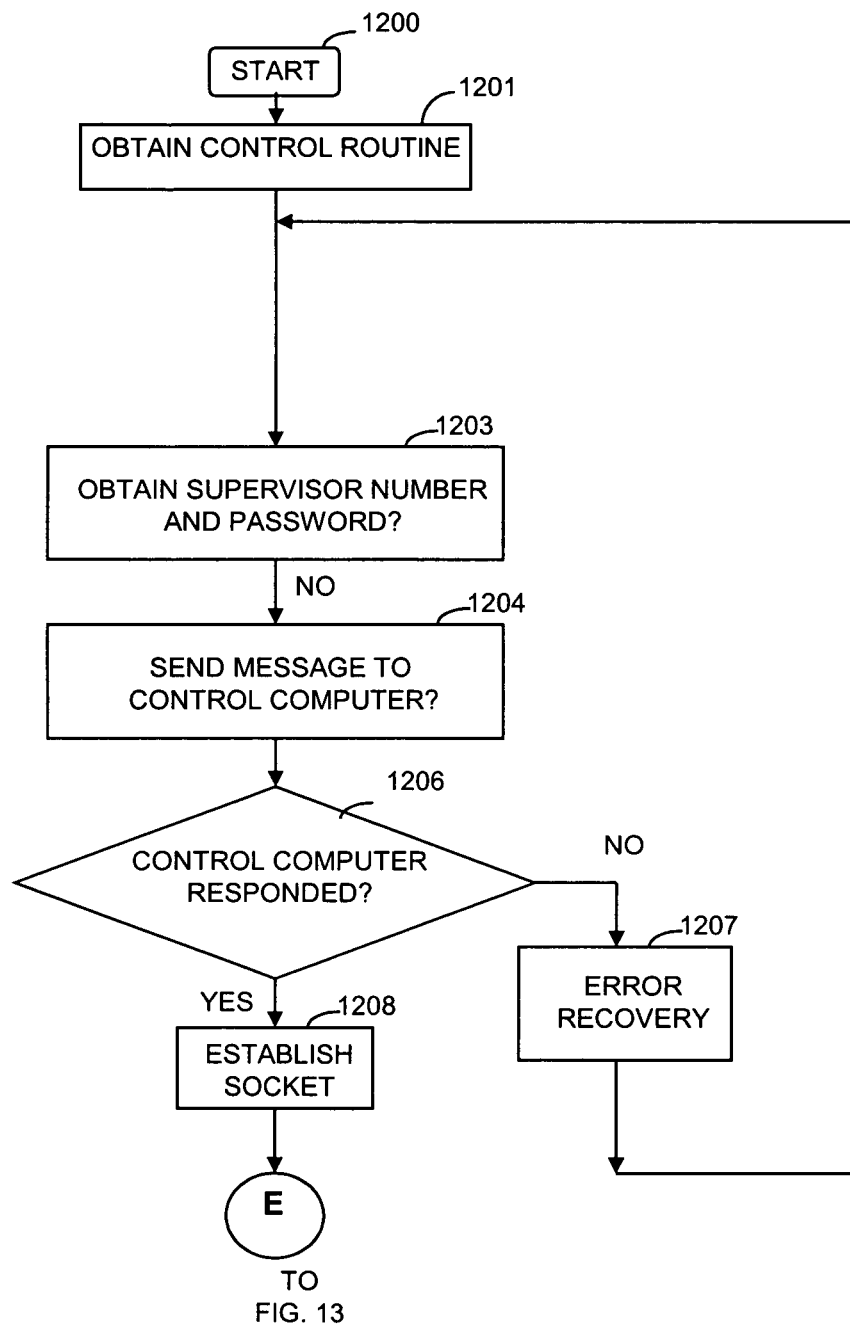 1200
START
1201
OBTAIN CONTROL ROUTINE
1203
OBTAIN SUPERVISOR NUMBER
AND PASSWORD?
NO
1204
SEND MESSAGE TO
CONTROL COMPUTER?
1206
CONTROL COMPUTER
RESPONDED?
NO
1207
ERROR
RECOVERY
YES
1208
ESTABLISH
SOCKET
E
TO
FIG. 13